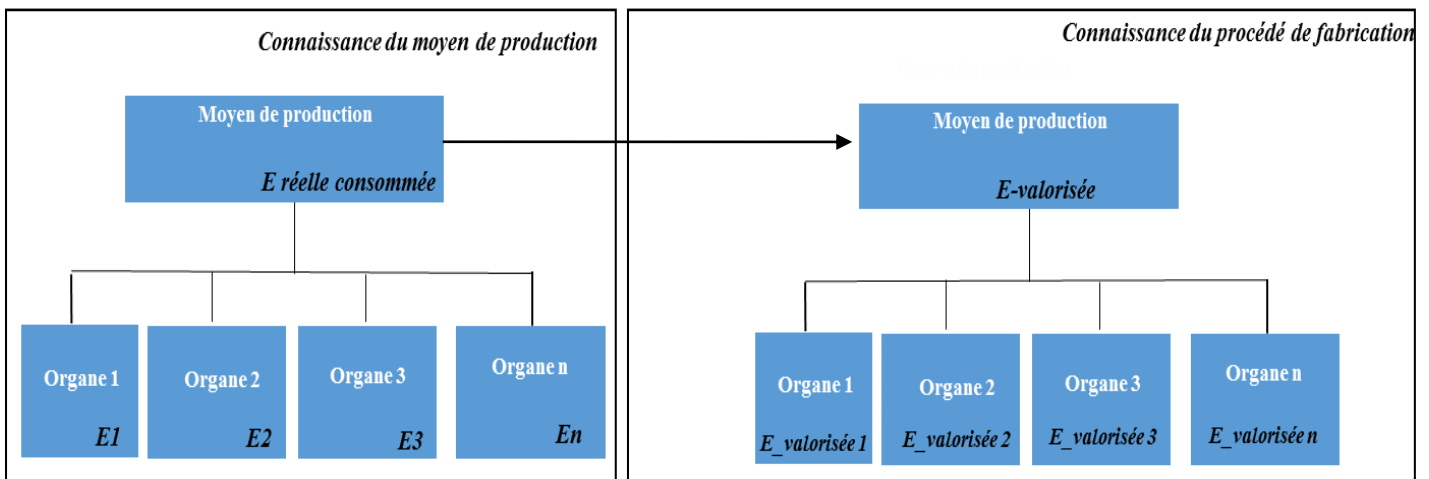 Connaissance du moyen de production
Moyen de production
E réelle consommée
Organe 1
E1
Organe 2
E2
Organe 3
E3
Organe n
En
Connaissance du procédé de fabrication
Moyen de production
E-valorisée
Organe 1
E_valorisée 1
Organe 2
E_valorisée 2
Organe 3
E_valorisée 3
Organe n
E_valorisée n